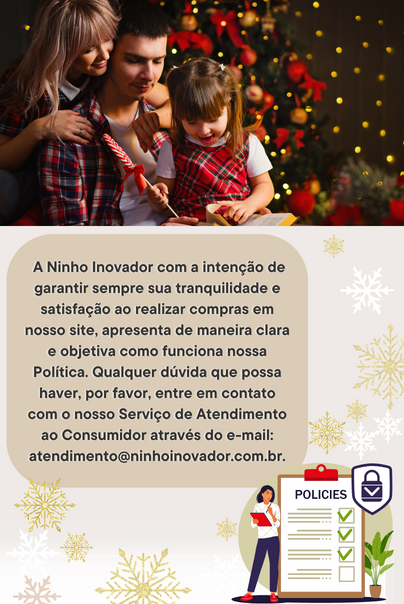 A Ninho Inovador com a intenção de
garantir sempre sua tranquilidade e
satisfação ao realizar compras em
nosso site, apresenta de maneira clara
e objetiva como funciona nossa
Política. Qualquer dúvida que possa
haver, por favor, entre em contato
com o nosso Serviço de Atendimento
ao Consumidor através do e-mail:
atendimento@ninhoinovador.com.br.
POLICIES